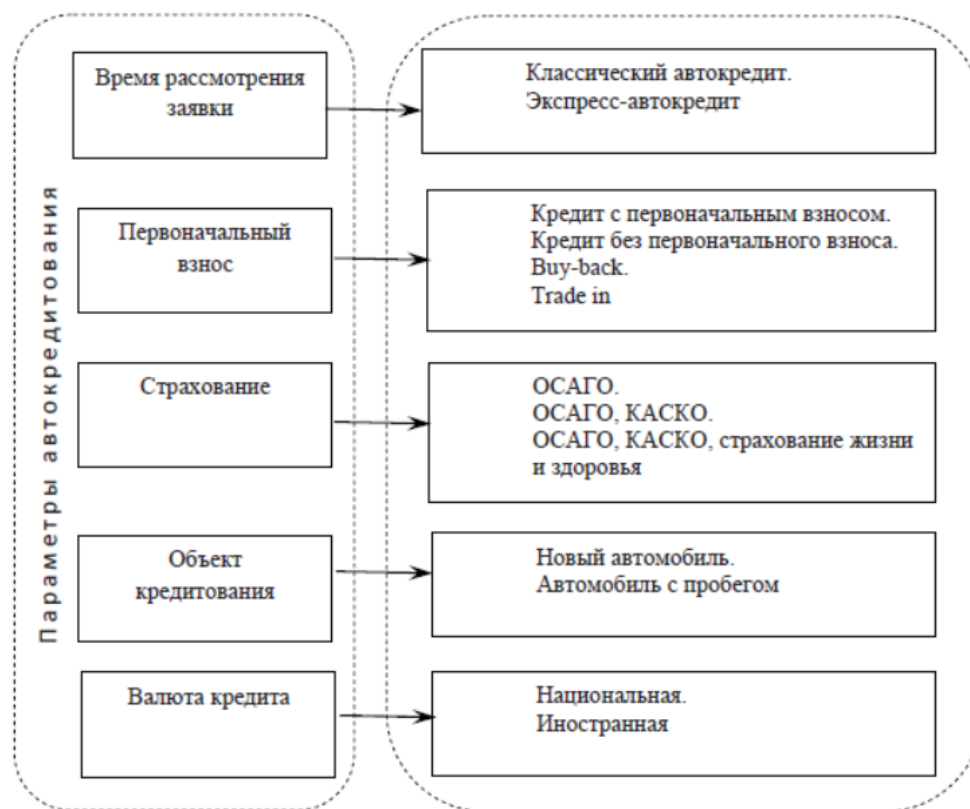 Параметры автокредитования
Время рассмотрения
заявки
Классический автокредит.
Экспресс-автокредит
Первоначальный
взнос
Кредит с первоначальным взносом.
Кредит без первоначального взноса.
Buy-back.
Trade in
Страхование
ОСАГО.
ОСАГО, КАСКО.
ОСАГО, КАСКО, страхование жизни
и здоровья
Объект
кредитования
Новый автомобиль.
Автомобиль с пробегом
Валюта кредита
Национальная.
Иностранная